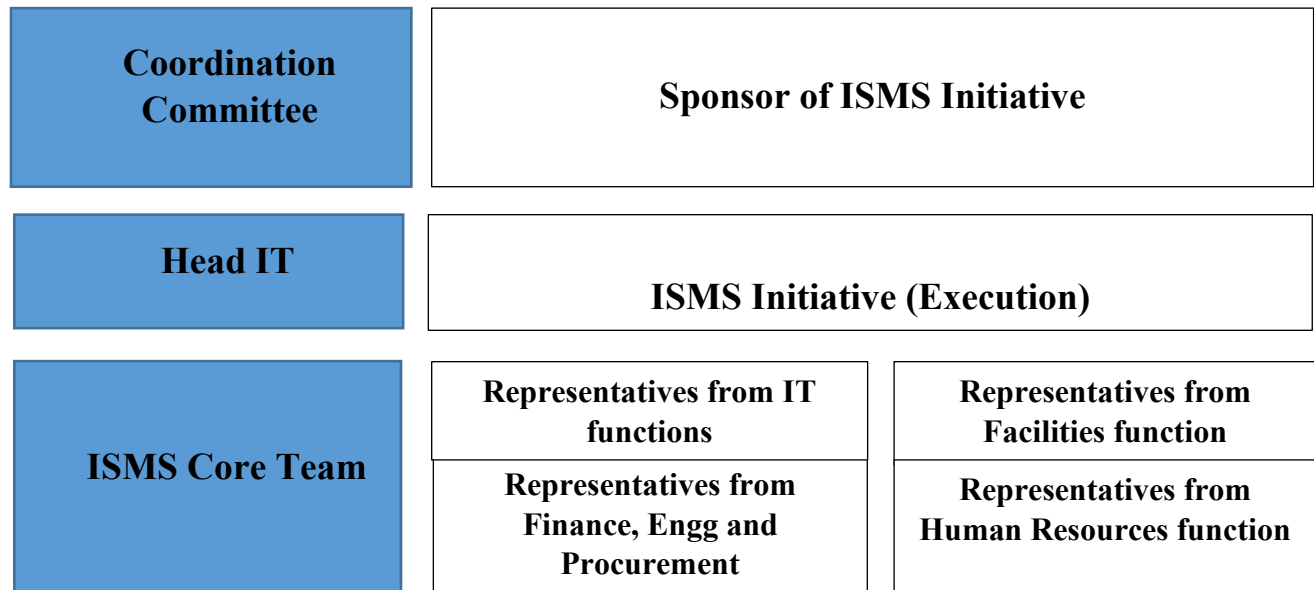 Coordination
Committee
Sponsor of ISMS Initiative
Head IT
ISMS Initiative (Execution)
ISMS Core Team
Representatives from IT
functions
Representatives from
Facilities function
Representatives from
Finance, Engg and
Procurement
Representatives from
Human Resources function